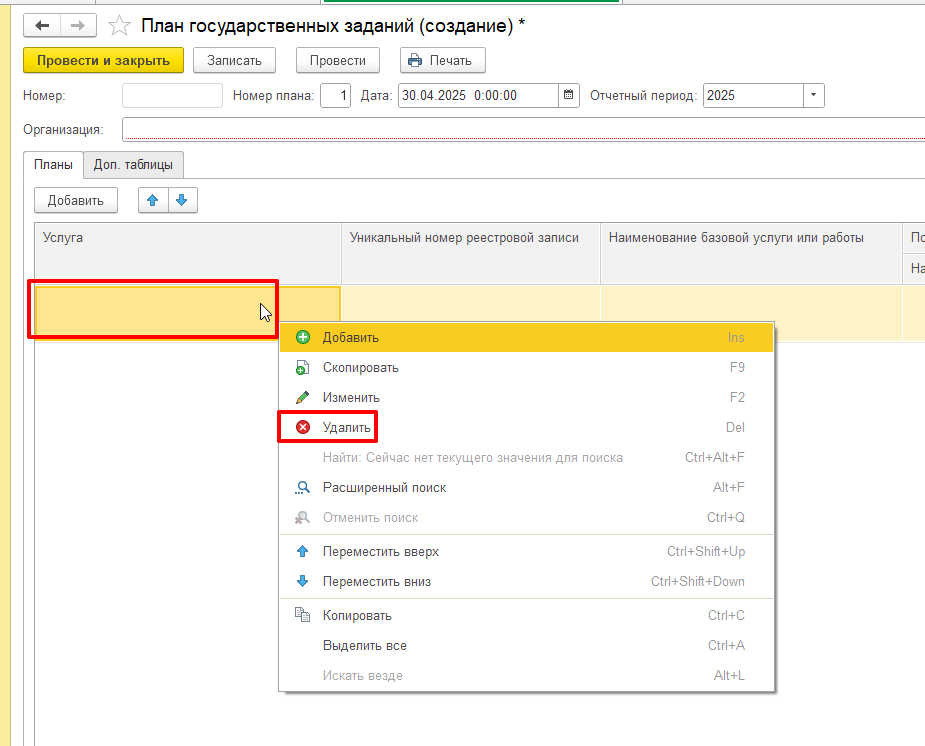 План государственных заданий (создание) *
Провести и закрыть Записать Провести Печать
Номер: Номер плана: 1 Дата: 30.04.2025 0:00:00 Отчетный период: 2025
Организация:
Планы Доп. таблицы
Добавить
Услуга Уникальный номер реестровой записи Наименование базовой услуги или работы По
На
Добавить Ins
Скопировать F9
Изменить F2
Удалить Del
Найти: Сейчас нет текущего значения для поиска Ctrl+Alt+F
Расширенный поиск Alt+F
Отменить поиск Ctrl+Q
Переместить вверх Ctrl+Shift+Up
Переместить вниз Ctrl+Shift+Down
Копировать Ctrl+C
Выделить все Ctrl+A
Искать везде Alt+L